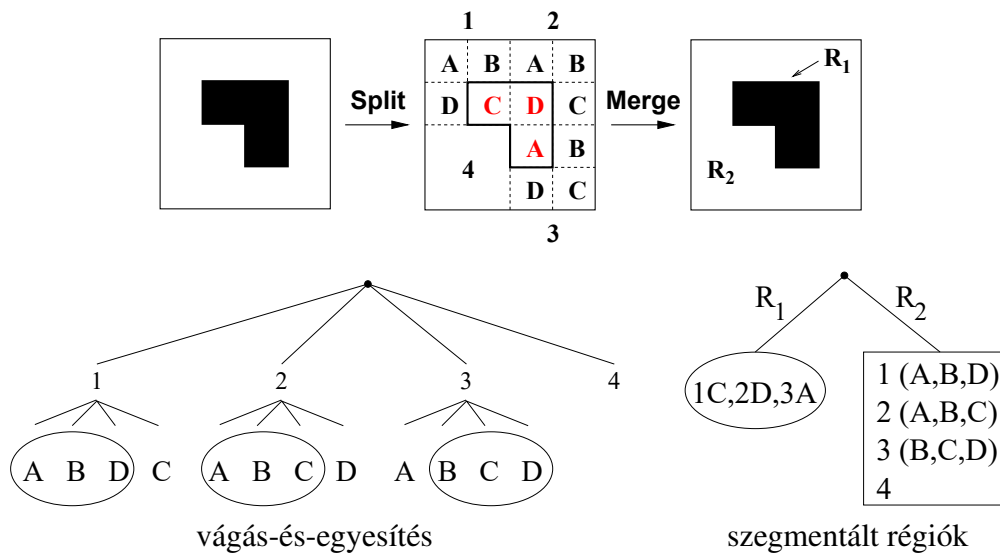 1 2
A B A B
R1
Split
D C D C
Merge
4 A B
R2
D C
3
R1 R2
1 2 3 4
1C,2D,3A
1 (A,B,D)
2 (A,B,C)
3 (B,C,D)
4
A B D C A B C D A B C D
vágás-és-egyesítés
szegmentált régiók